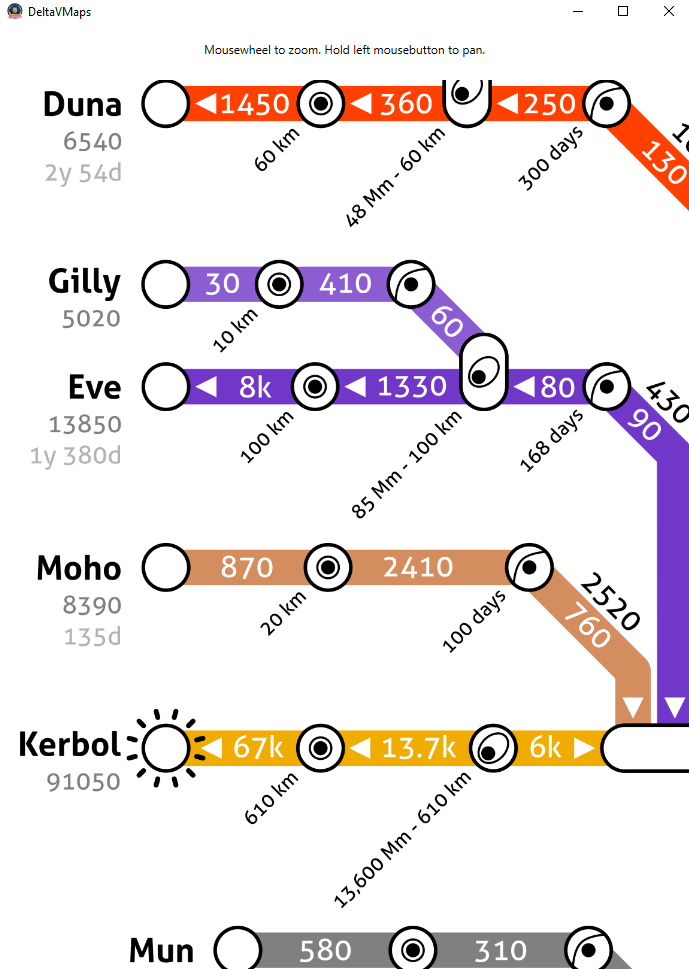 DeltaVMaps
Mousewheel to zoom. Hold left mousebutton to pan.
Duna
6540
2y 54d
1450
360
250
130
60 km
48 Mm - 60 km
300 days
Gilly
5020
30
410
60
10 km
Eve
13850
1y 380d
8k
1330
80
90
430
100 km
85 Mm - 100 km
168 days
Moho
8390
135d
870
2410
760
2520
20 km
100 days
Kerbol
91050
67k
13.7k
6k
610 km
13,600 Mm - 610 km
Mun
580
310